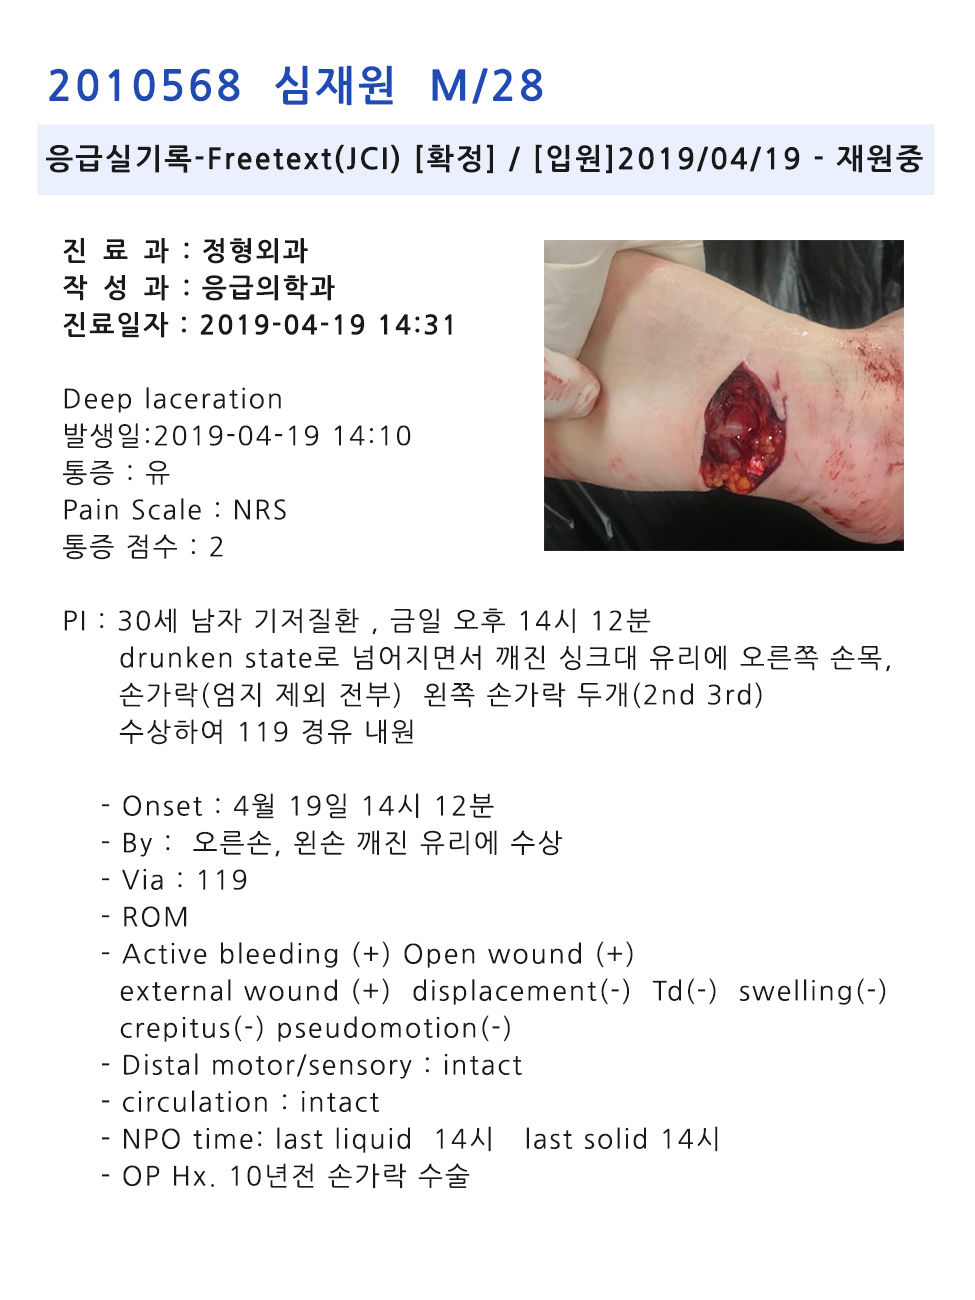 2010568 심재원 M/28
응급실기록-Freetext(JCI) [확정] / [입원]2019/04/19 - 재원중
진 료 과 : 정형외과
작 성 과 : 응급의학과
진료일자 : 2019-04-19 14:31
Deep laceration
발생일:2019-04-19 14:10
통증 : 유
Pain Scale : NRS
통증 점수 : 2
PI : 30세 남자 기저질환 , 금일 오후 14시 12분
drunken state로 넘어지면서 깨진 싱크대 유리에 오른쪽 손목,
손가락(엄지 제외 전부) 왼쪽 손가락 두개(2nd 3rd)
수상하여 119 경유 내원
- Onset : 4월 19일 14시 12분
- By : 오른손, 왼손 깨진 유리에 수상
- Via : 119
- ROM
- Active bleeding (+) Open wound (+)
external wound (+) displacement(-) Td(-) swelling(-)
crepitus(-) pseudomotion(-)
- Distal motor/sensory : intact
- circulation : intact
- NPO time: last liquid 14시 last solid 14시
- OP Hx. 10년전 손가락 수술